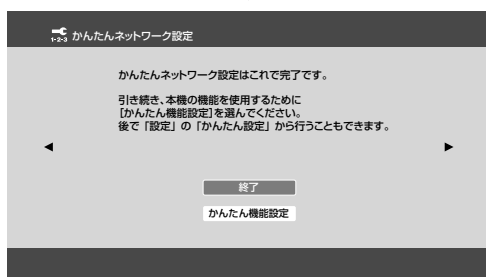 1-2-3 かんたんネットワーク設定
かんたんネットワーク設定はこれで完了です。
引き続き、本機の機能を使用するために
[かんたん機能設定]を選んでください。
後で「設定」の「かんたん設定」から行うこともできます。
終了
かんたん機能設定